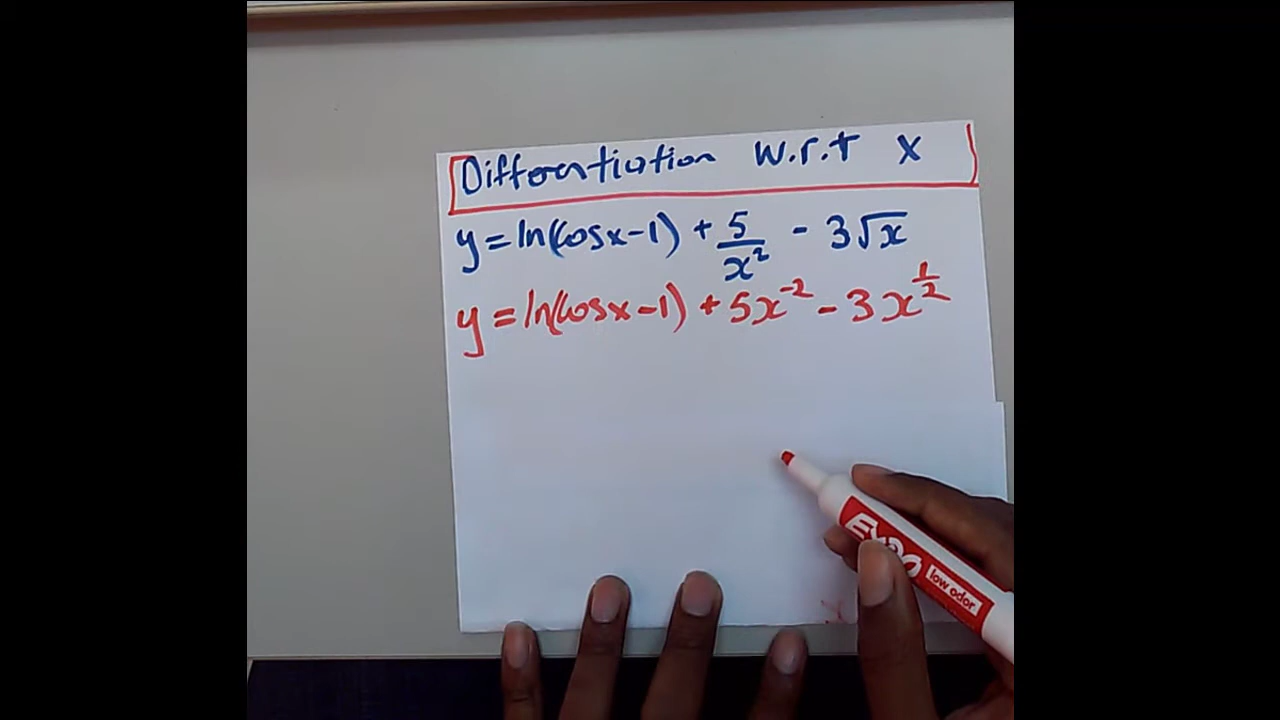 Differentiation w.r.t x
y = ln(cosx-1) + 5/x² - 3√x
y = ln(cosx-1) + 5x⁻² - 3x^1/2
EXPO
low odor